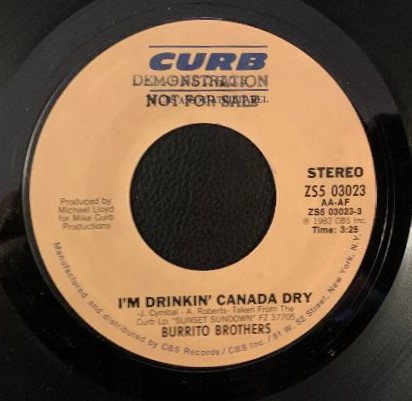 CURB
DEMONSTRATION
NOT FOR SALE
STEREO
ZS5 03023
AA-AF
ZS5 03023-3
℗ 1982 CBS Inc.
Time: 3:25
Produced by
Michael Lloyd
for Mike Curb
Productions
I'M DRINKIN' CANADA DRY
-J. Cymbal - A. Roberts- Taken From The
Curb Lp: "SUNSET SUNDOWN" FZ 37705
BURRITO BROTHERS
Manufactured and distributed by CBS Records / CBS Inc. / 51 W. 52 Street, New York, N.Y.